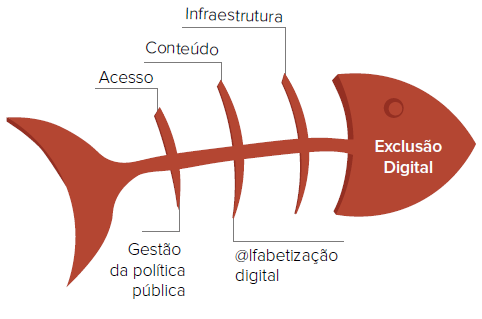 Infraestrutura
Conteúdo
Acesso
Exclusão
Digital
Gestão
da política
pública
@lfabetização
digital